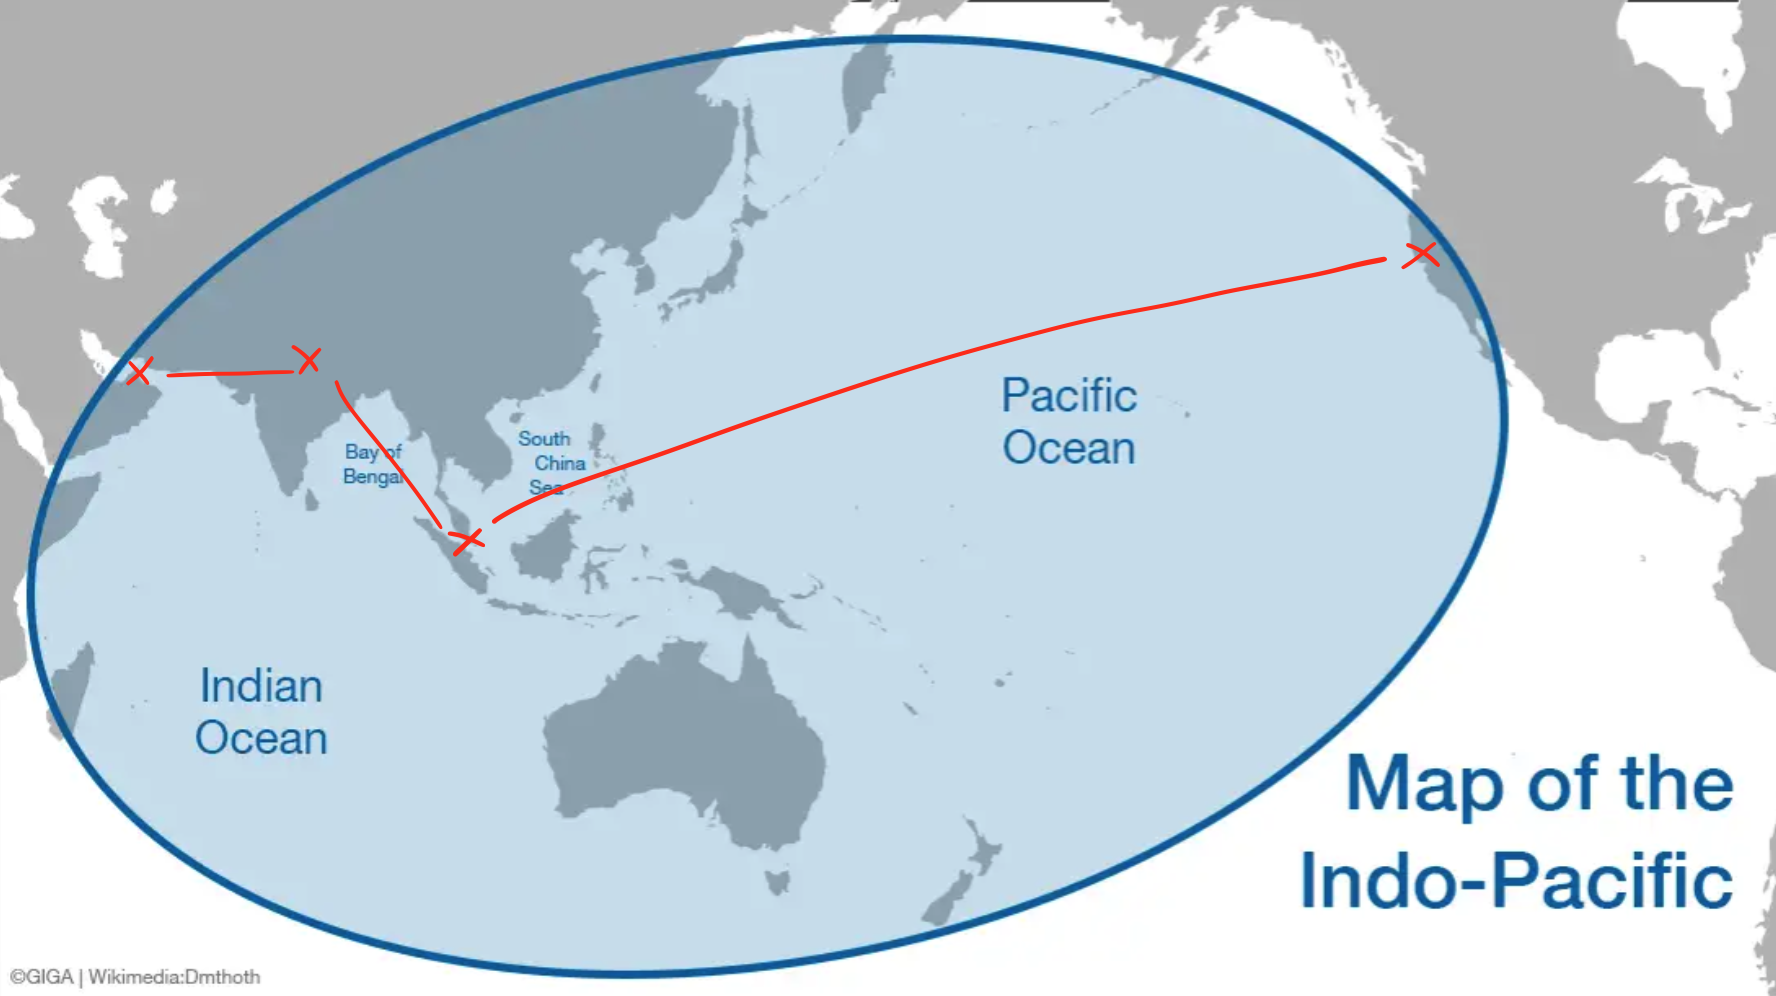 South
China
Sea
Bay of
Bengal
Pacific
Ocean
Indian
Ocean
Map of the
Indo-Pacific
©GIGA | Wikimedia:Dmthoth